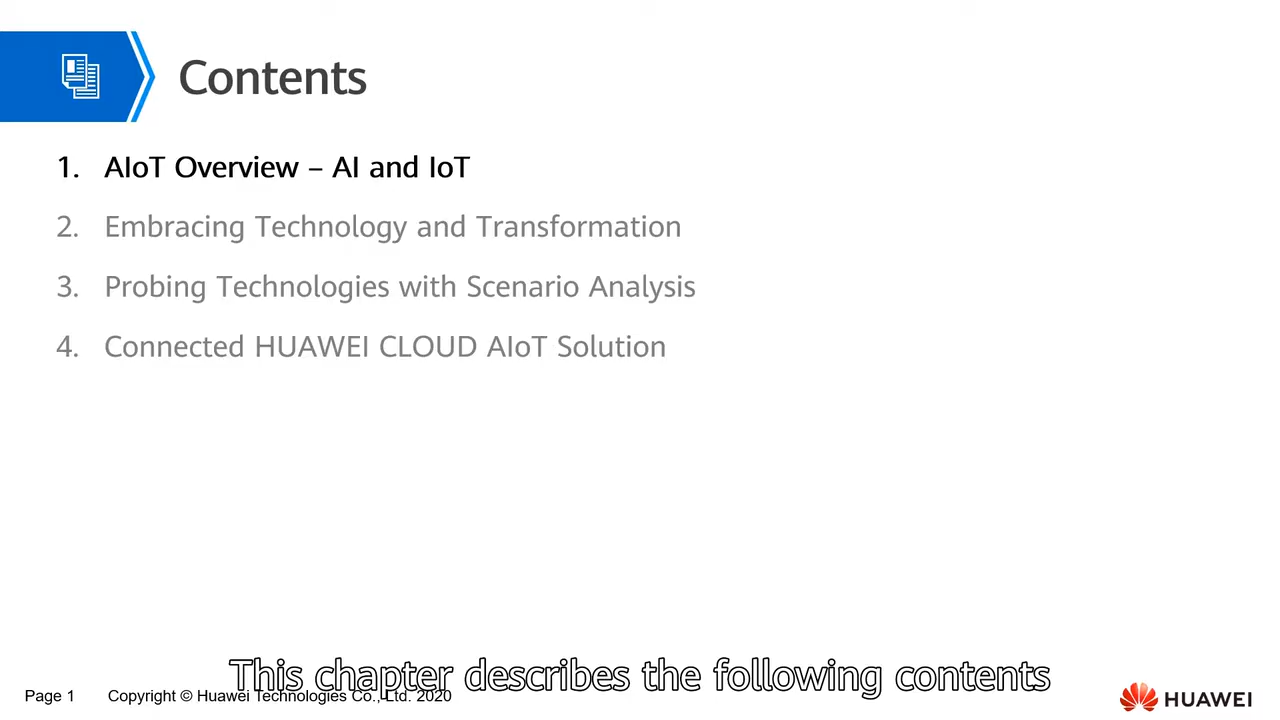 Contents
1. AIoT Overview – AI and IoT
2. Embracing Technology and Transformation
3. Probing Technologies with Scenario Analysis
4. Connected HUAWEI CLOUD AIoT Solution
This chapter describes the following contents
Page 1 Copyright © Huawei Technologies Co., Ltd. 2020
HUAWEI